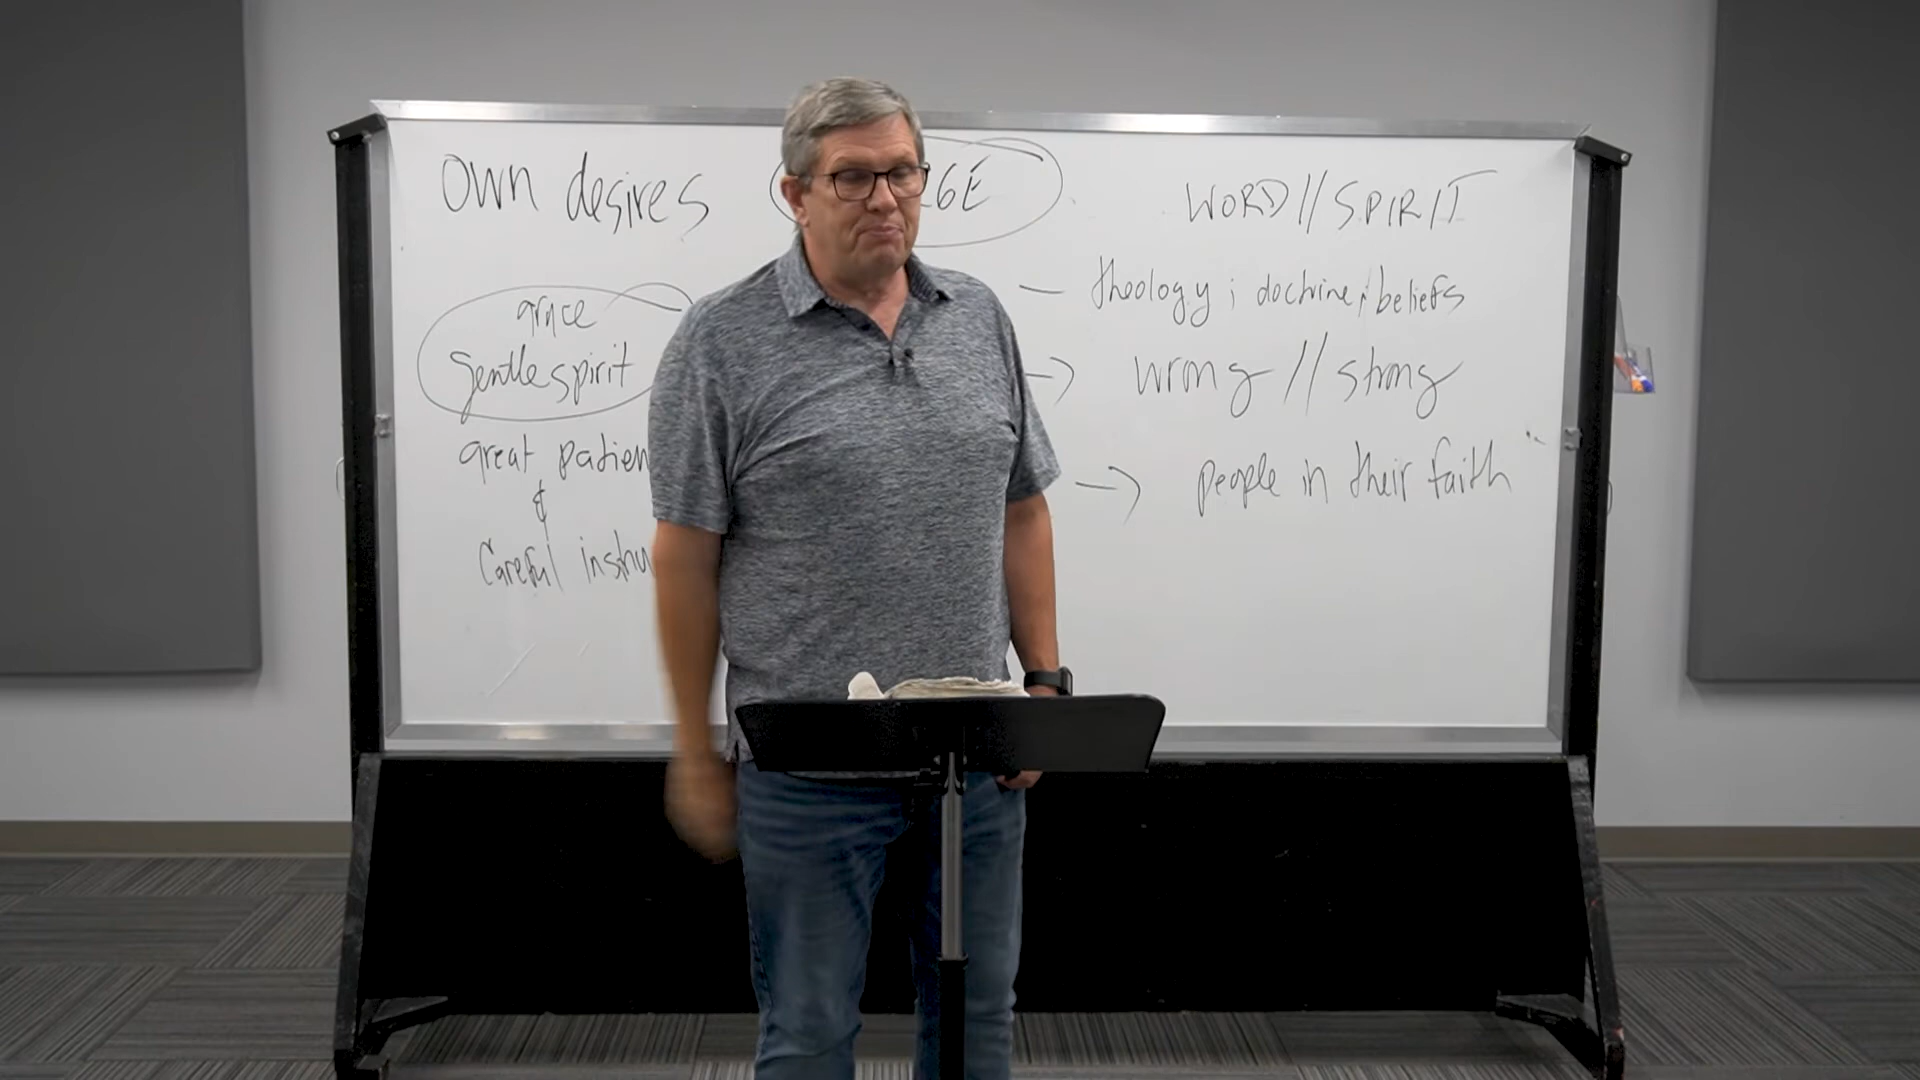 Own desires
WORD//SPIRIT
grace
gentle spirit
great patien
&
Careful instru
— theology; doctrine; beliefs
→ wrong // strong
→ people in their faith